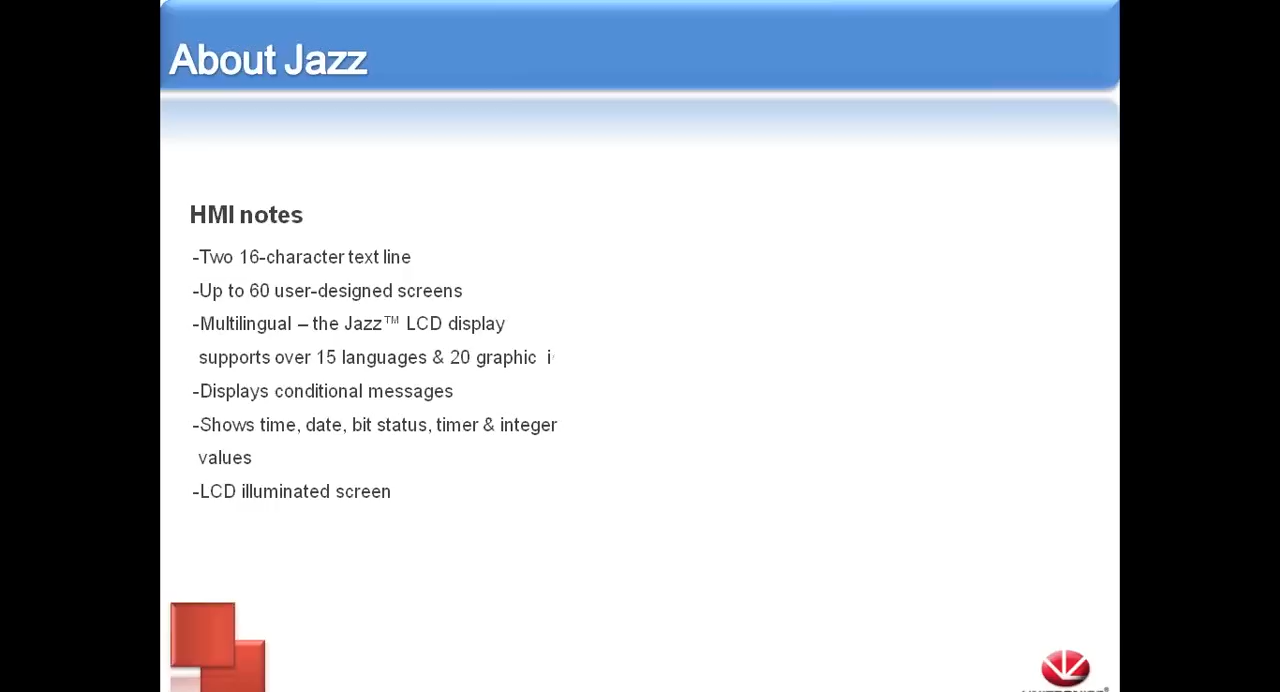 About Jazz
HMI notes
-Two 16-character text line
-Up to 60 user-designed screens
-Multilingual – the Jazz™ LCD display
supports over 15 languages & 20 graphic i
-Displays conditional messages
-Shows time, date, bit status, timer & integer
values
-LCD illuminated screen